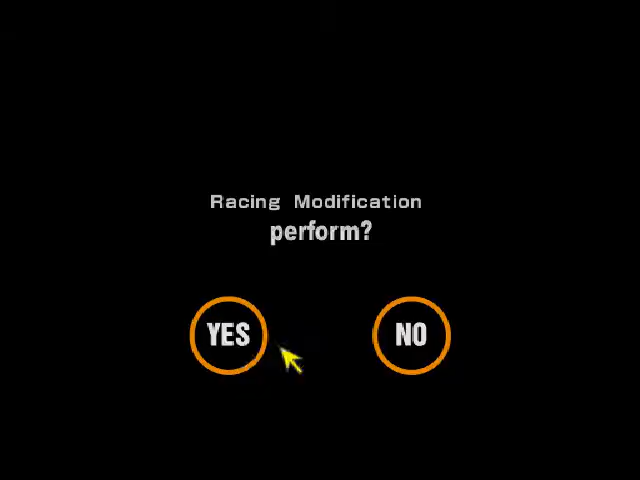 Racing Modification
perform?
YES
NO